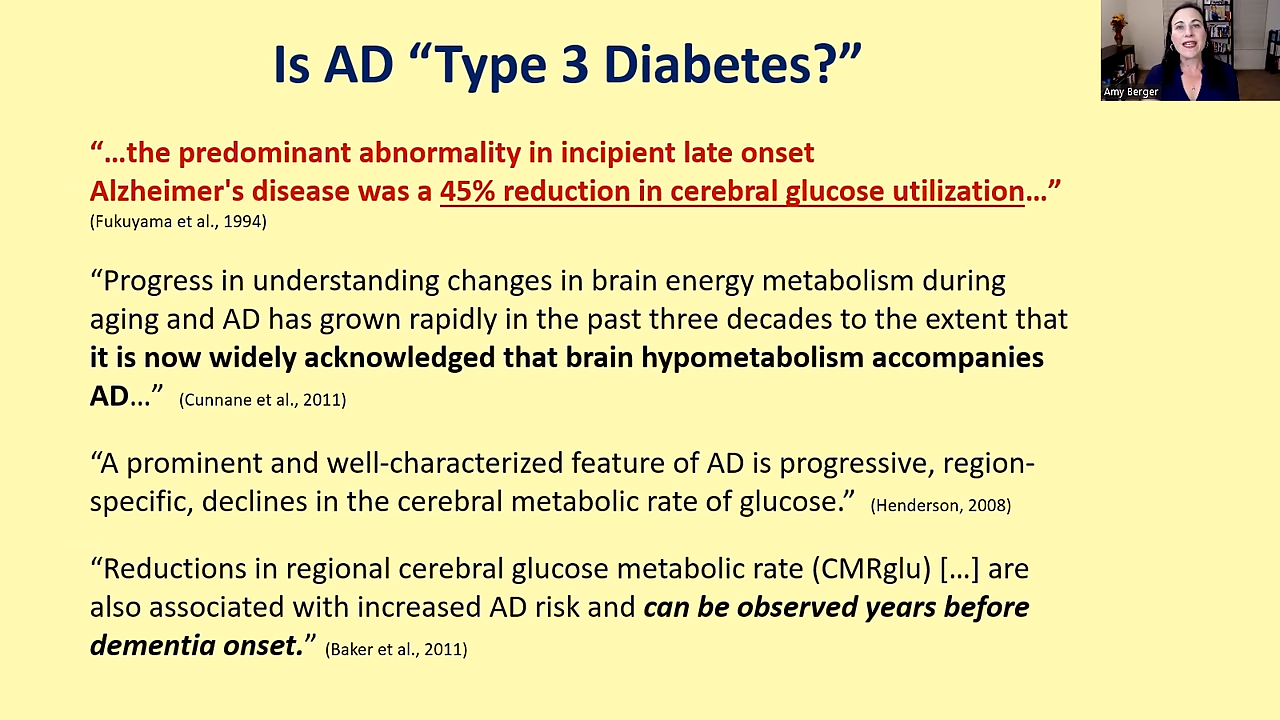 Is AD “Type 3 Diabetes?”
Amy Berger
“…the predominant abnormality in incipient late onset
Alzheimer's disease was a 45% reduction in cerebral glucose utilization…”
(Fukuyama et al., 1994)
“Progress in understanding changes in brain energy metabolism during
aging and AD has grown rapidly in the past three decades to the extent that
it is now widely acknowledged that brain hypometabolism accompanies
AD…” (Cunnane et al., 2011)
“A prominent and well-characterized feature of AD is progressive, region-
specific, declines in the cerebral metabolic rate of glucose.” (Henderson, 2008)
“Reductions in regional cerebral glucose metabolic rate (CMRglu) […] are
also associated with increased AD risk and can be observed years before
dementia onset.” (Baker et al., 2011)